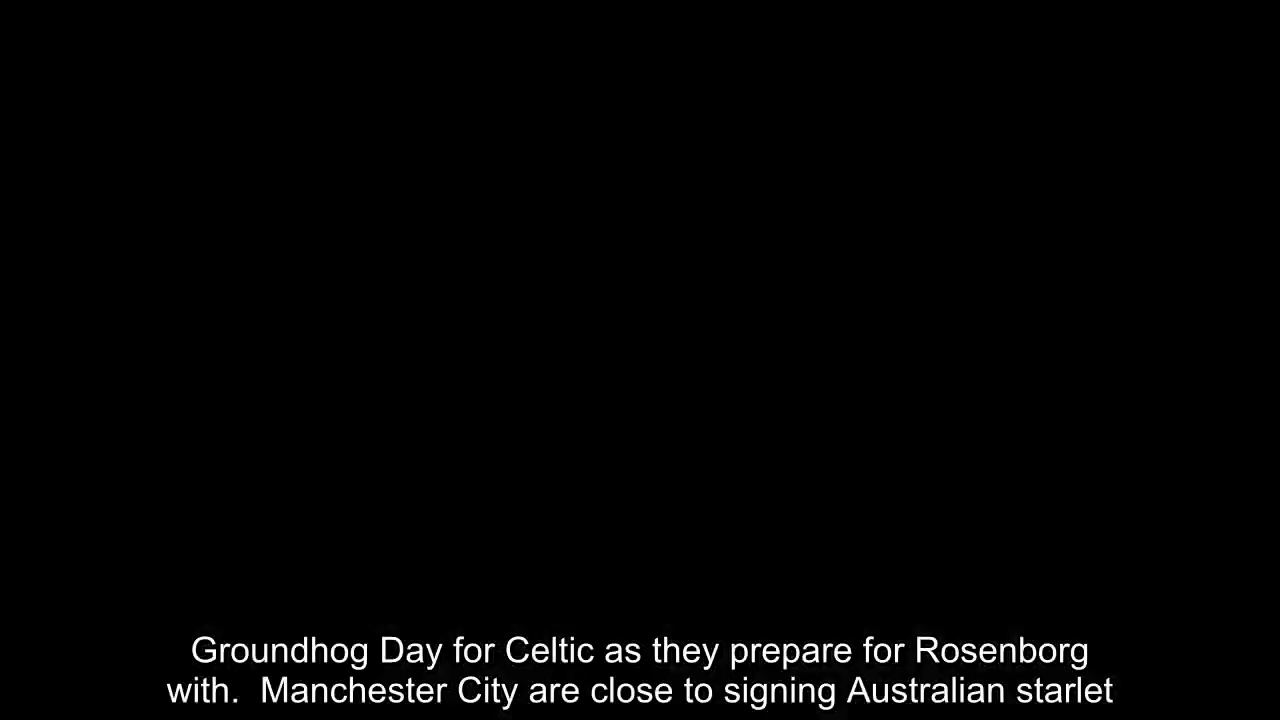 Groundhog Day for Celtic as they prepare for Rosenborg
with.  Manchester City are close to signing Australian starlet